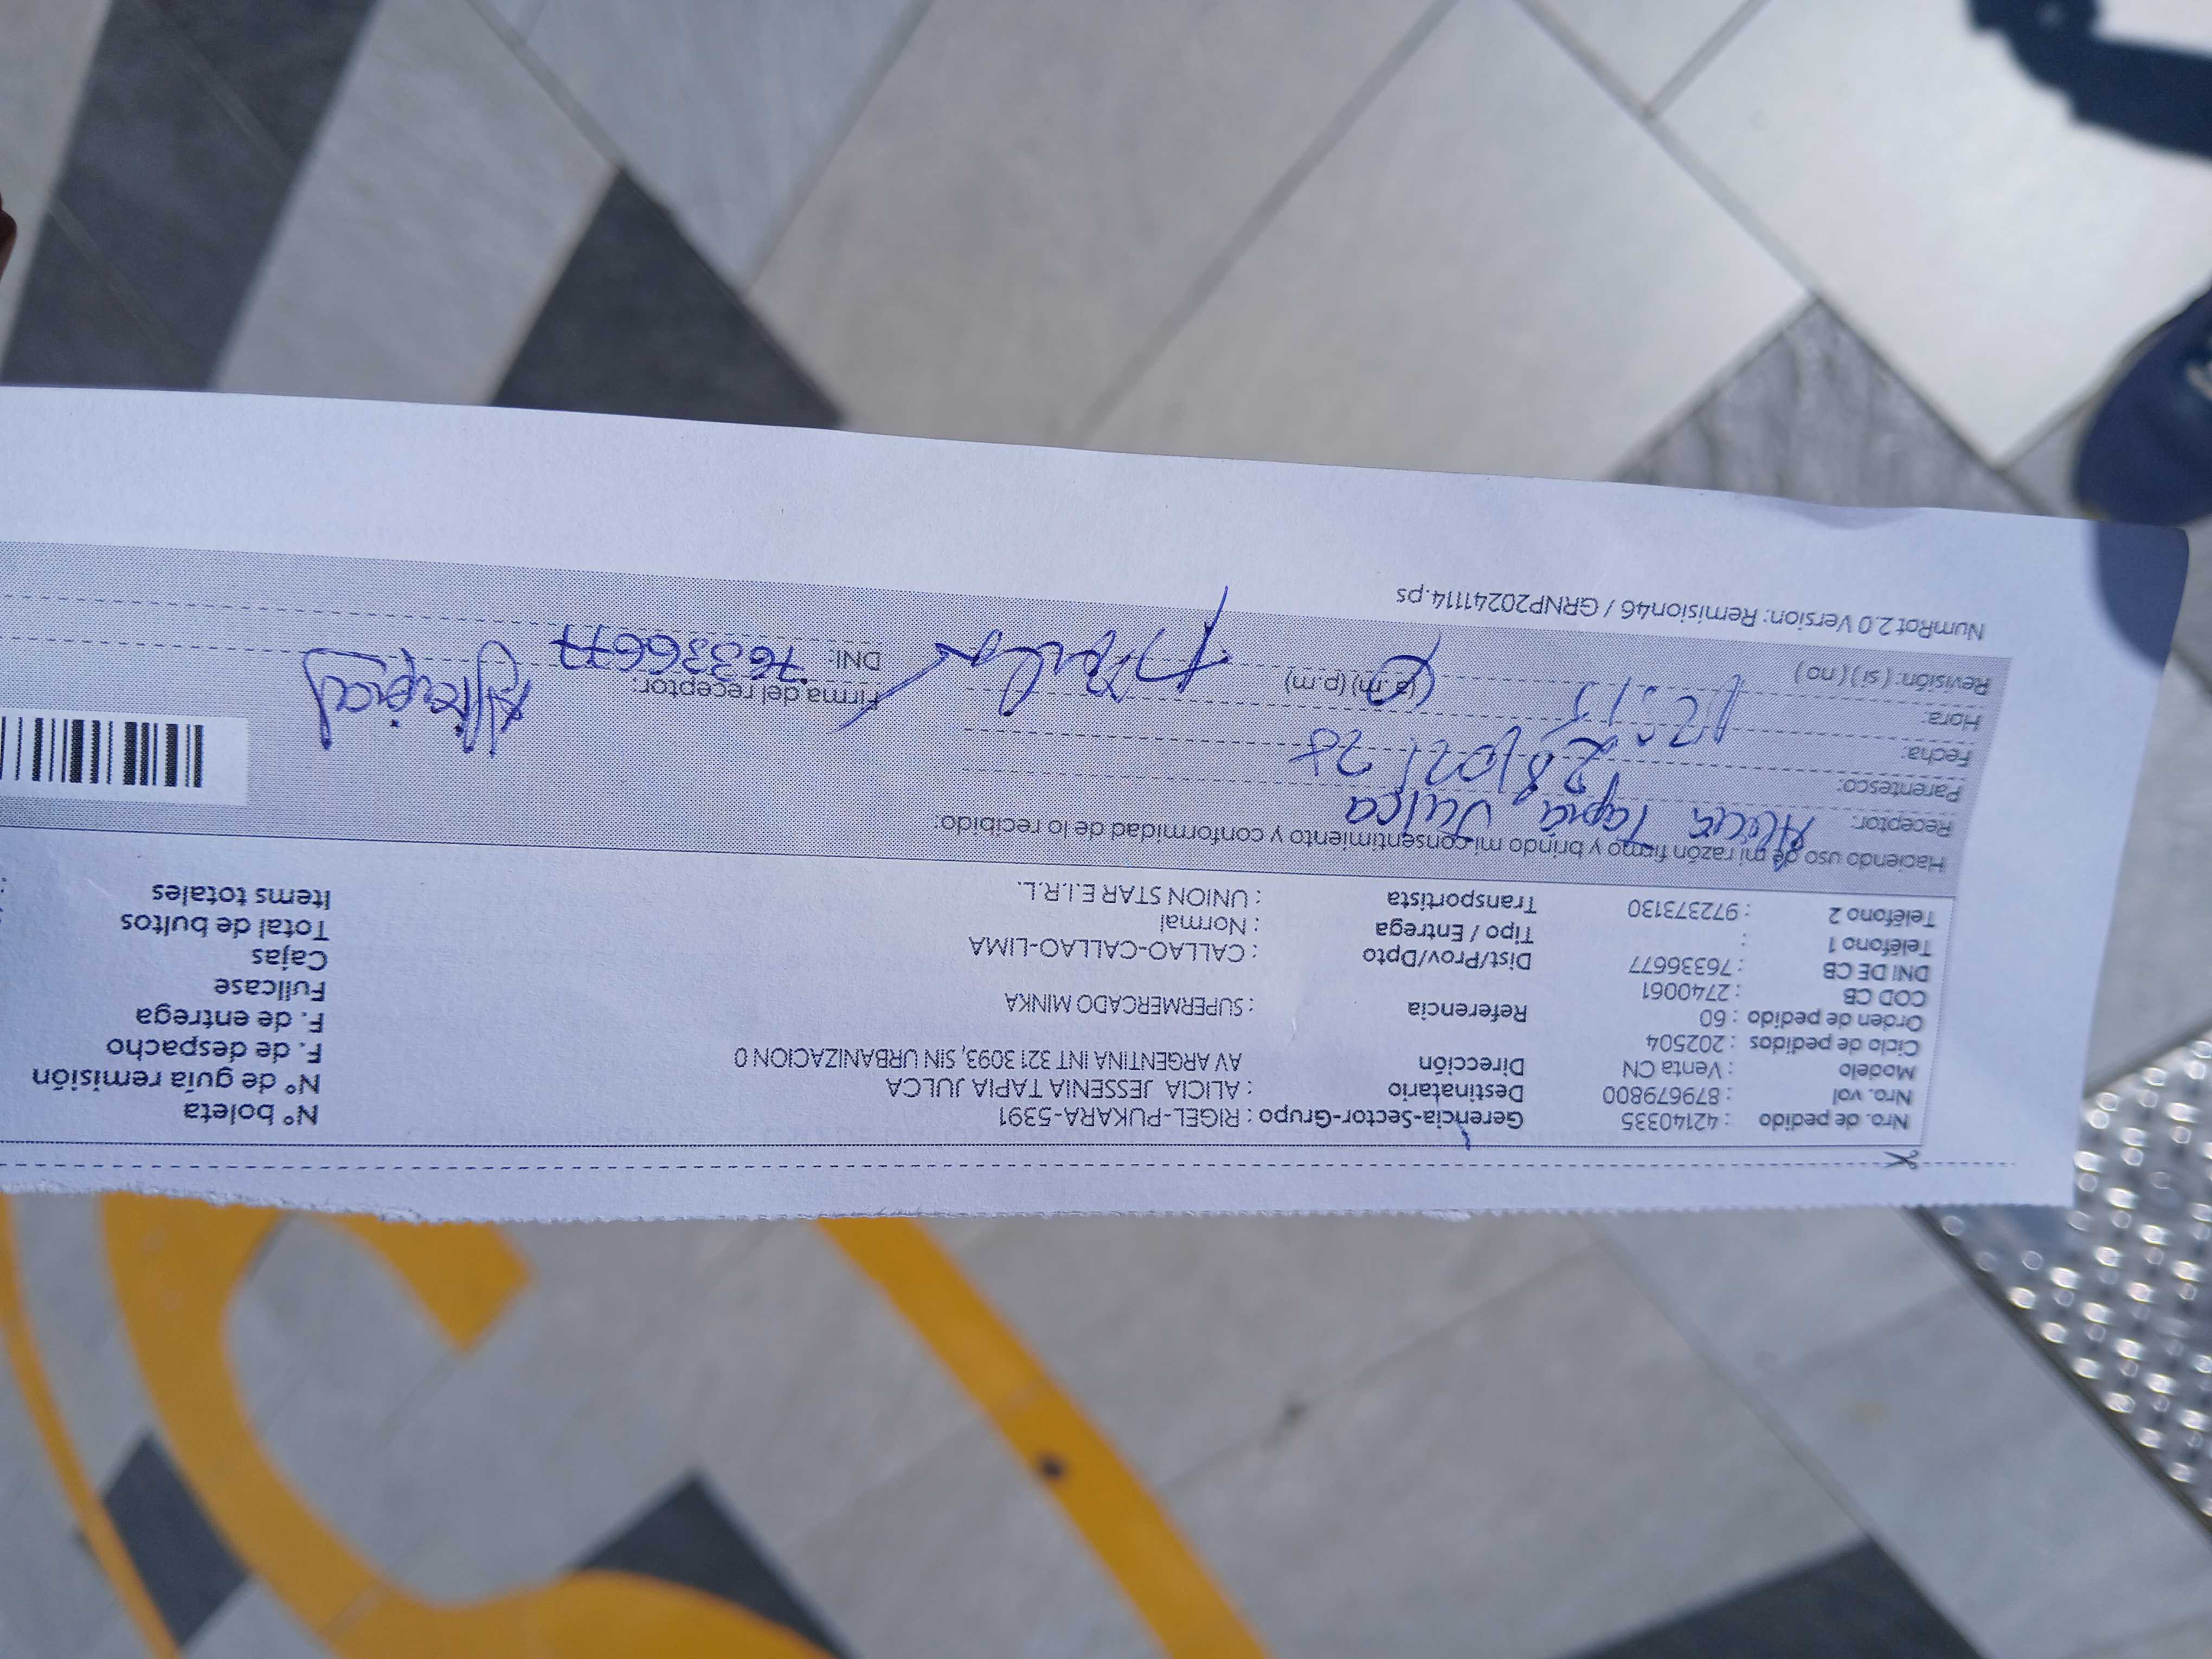 Nro. de pedido : 42140335 Gerencia-Sector-Grupo : RIGEL-PUKARA-5391 N° boleta
Nro. vol : 879679800 Destinatario : ALICIA JESSENIA TAPIA JULCA N° de guía remisión
Modelo : Venta CN Dirección AV ARGENTINA INT 321 3093, SIN URBANIZACION 0 F. de despacho
Ciclo de pedidos : 202504 F. de entrega
Orden de pedido : 60 Referencia : SUPERMERCADO MINKA Fullcase
COD CB : 2740061 Cajas
DNI DE CB : 76336677 Dist/Prov/Dpto : CALLAO-CALLAO-LIMA Total de bultos
Teléfono 1 : Tipo / Entrega : Normal Items totales
Teléfono 2 : 972373130 Transportista : UNION STAR E.I.R.L.
Haciendo uso de mi razón firmo y brindo mi consentimiento y conformidad de lo recibido:
Receptor: Alicia Tapia Julca
Parentesco:
Fecha: 28/02/
Hora: 12:15 (a.m) (p.m) Firma del receptor:
Revisión: ( si ) ( no ) DNI: 76336677
NumRot 2.0 Version: Remision46 / GRNP20241114.ps